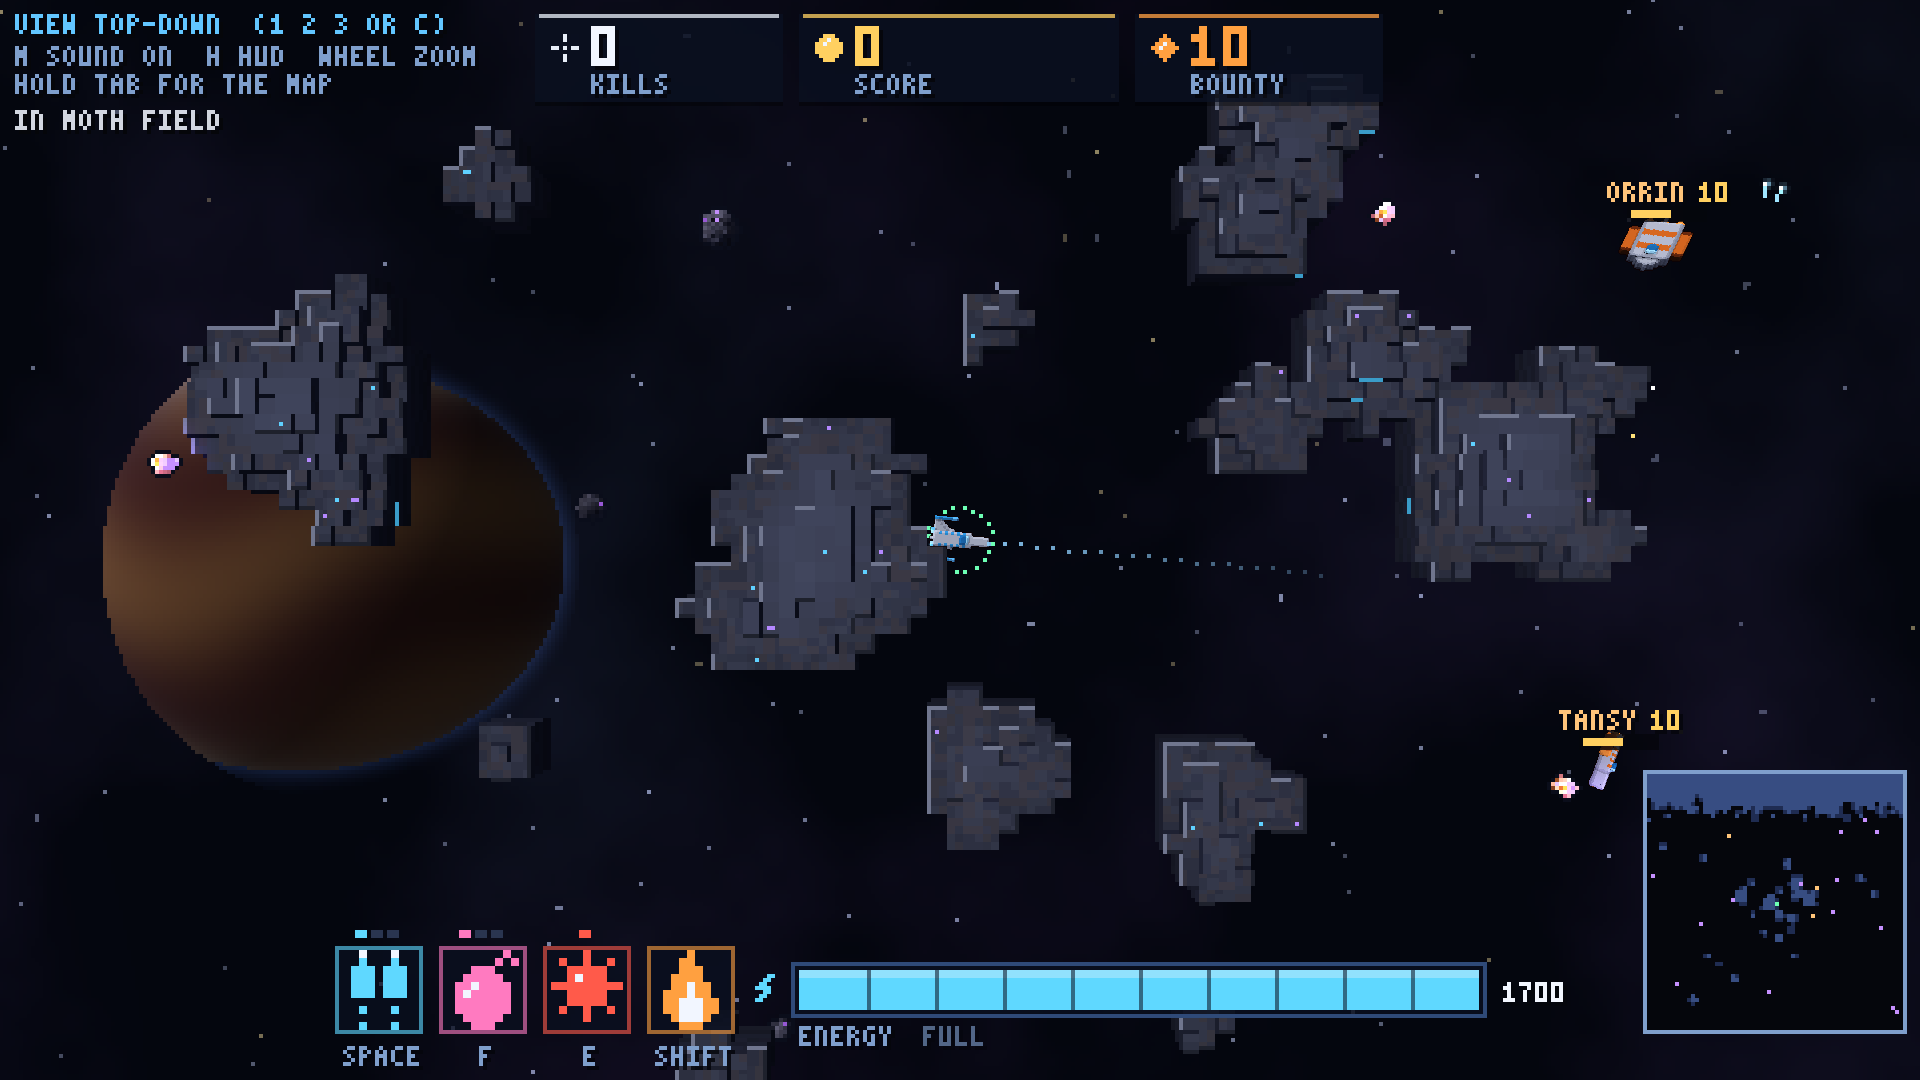 VIEW TOP-DOWN (1 2 3 OR C)
M SOUND ON H HUD WHEEL ZOOM
HOLD TAB FOR THE MAP
IN MOTH FIELD
0
KILLS
0
SCORE
10
BOUNTY
ORRIN 10
TANSY 10
SPACE
F
E
SHIFT
1700
ENERGY FULL